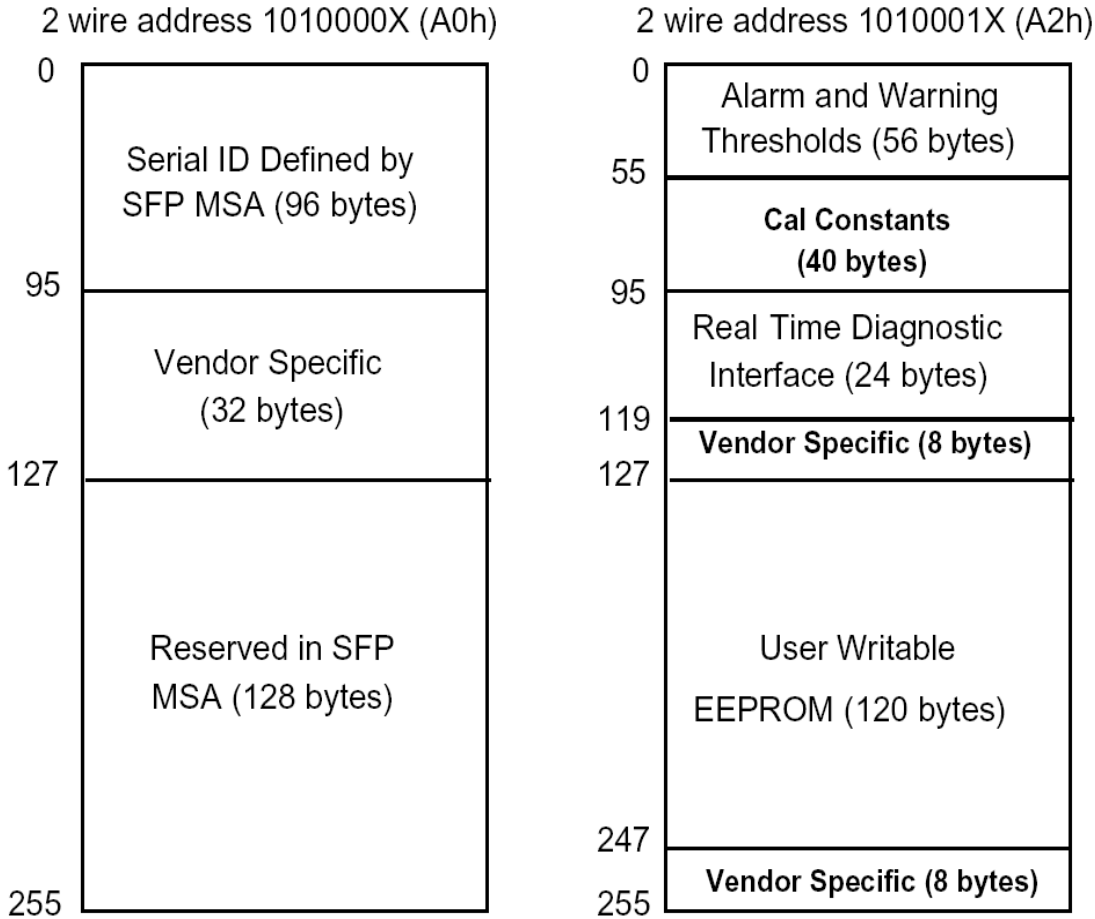 2 wire address 1010000X (A0h)
0
Serial ID Defined by
SFP MSA (96 bytes)
95
Vendor Specific
(32 bytes)
127
Reserved in SFP
MSA (128 bytes)
255
2 wire address 1010001X (A2h)
0
Alarm and Warning
Thresholds (56 bytes)
55
Cal Constants
(40 bytes)
95
Real Time Diagnostic
Interface (24 bytes)
119
Vendor Specific (8 bytes)
127
User Writable
EEPROM (120 bytes)
247
Vendor Specific (8 bytes)
255